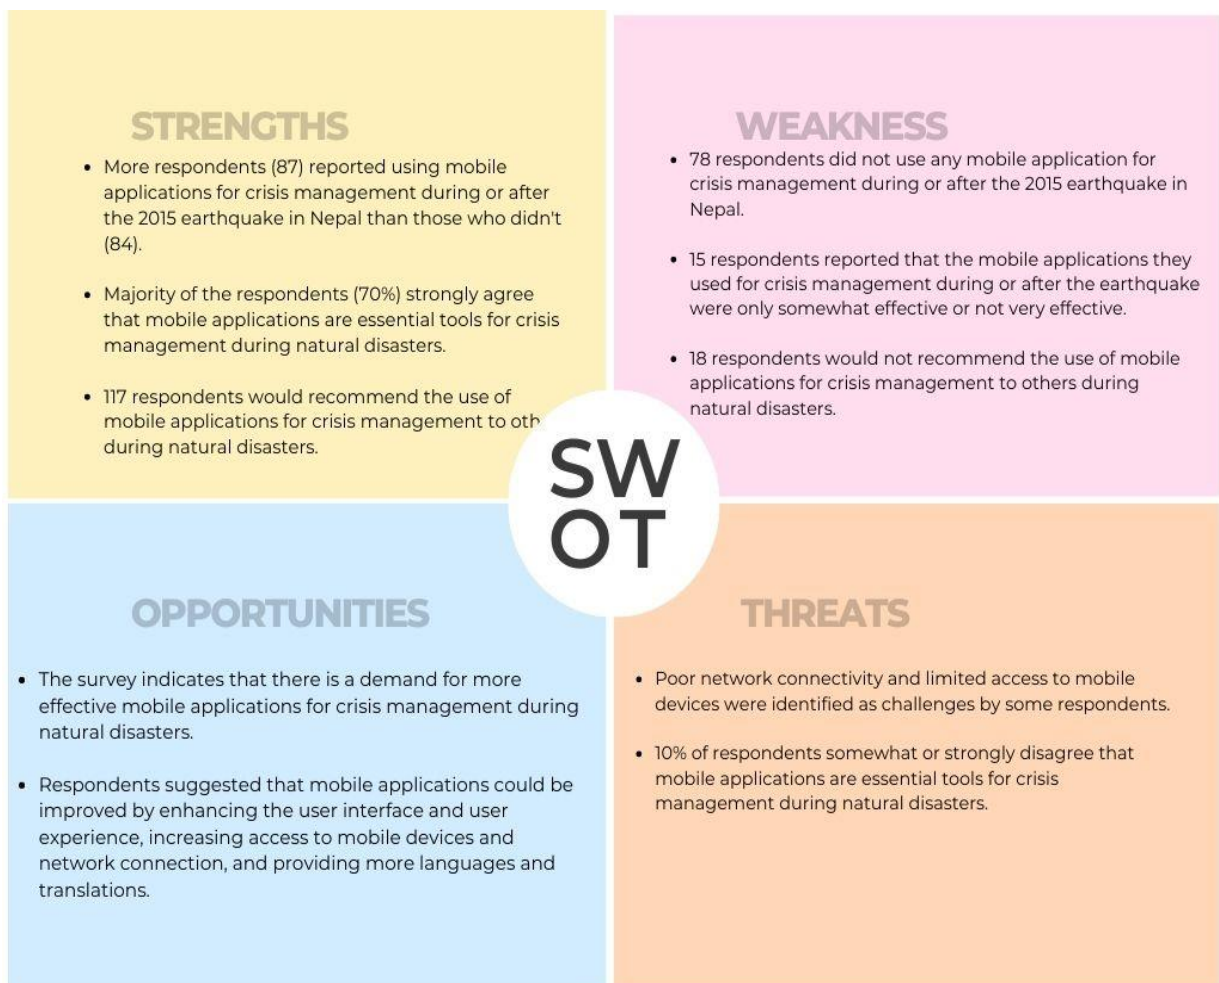 STRENGTHS
• More respondents (87) reported using mobile
applications for crisis management during or after
the 2015 earthquake in Nepal than those who didn't
(84).
• Majority of the respondents (70%) strongly agree
that mobile applications are essential tools for crisis
management during natural disasters.
• 117 respondents would recommend the use of
mobile applications for crisis management to oth
during natural disasters.
WEAKNESS
• 78 respondents did not use any mobile application for
crisis management during or after the 2015 earthquake in
Nepal.
• 15 respondents reported that the mobile applications they
used for crisis management during or after the earthquake
were only somewhat effective or not very effective.
• 18 respondents would not recommend the use of mobile
applications for crisis management to others during
natural disasters.
SW
OT
OPPORTUNITIES
• The survey indicates that there is a demand for more
effective mobile applications for crisis management during
natural disasters.
• Respondents suggested that mobile applications could be
improved by enhancing the user interface and user
experience, increasing access to mobile devices and
network connection, and providing more languages and
translations.
THREATS
• Poor network connectivity and limited access to mobile
devices were identified as challenges by some respondents.
• 10% of respondents somewhat or strongly disagree that
mobile applications are essential tools for crisis
management during natural disasters.